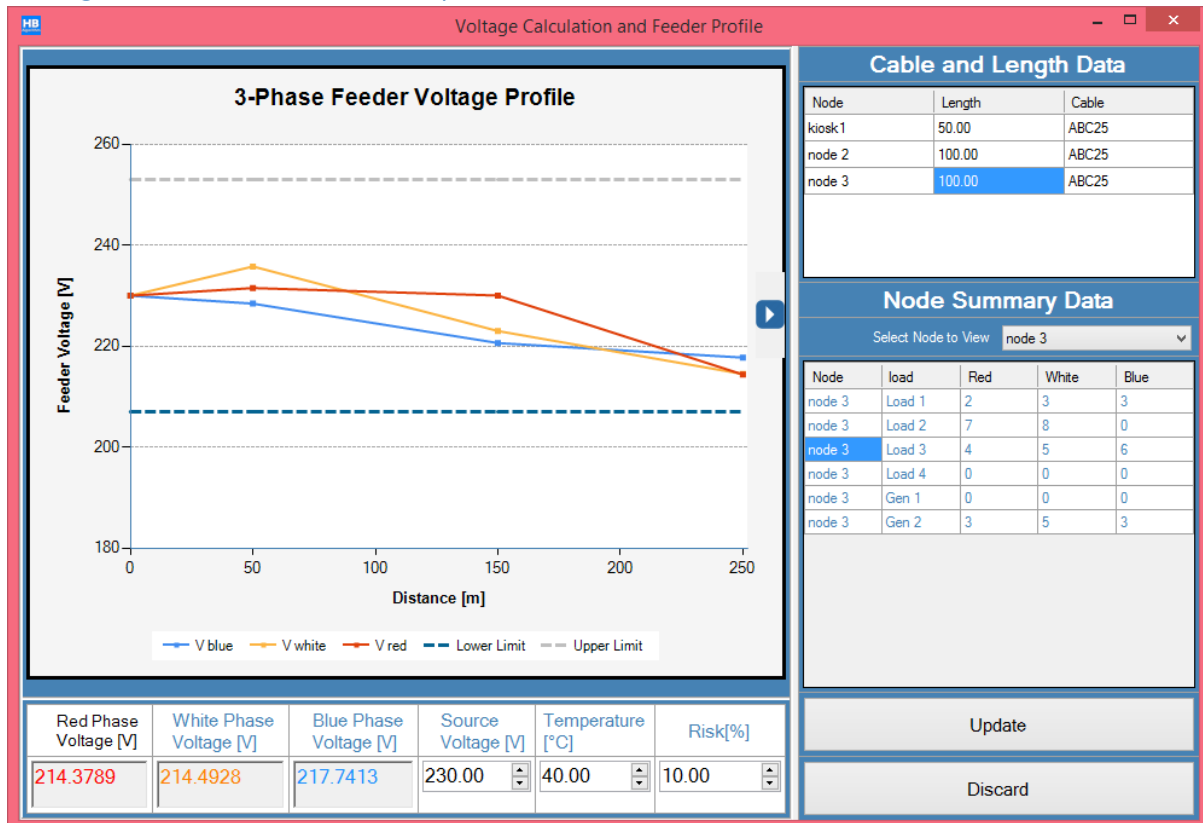 HB
Voltage Calculation and Feeder Profile
3-Phase Feeder Voltage Profile
260
240
220
200
180
Feeder Voltage [V]
0 50 100 150 200 250
Distance [m]
V blue V white V red Lower Limit Upper Limit
Red Phase Voltage [V]
White Phase Voltage [V]
Blue Phase Voltage [V]
Source Voltage [V]
Temperature [°C]
Risk[%]
214.3789 214.4928 217.7413 230.00 40.00 10.00
Cable and Length Data
Node Length Cable
kiosk1 50.00 ABC25
node 2 100.00 ABC25
node 3 100.00 ABC25
Node Summary Data
Select Node to View node 3
Node load Red White Blue
node 3 Load 1 2 3 3
node 3 Load 2 7 8 0
node 3 Load 3 4 5 6
node 3 Load 4 0 0 0
node 3 Gen 1 0 0 0
node 3 Gen 2 3 5 3
Update
Discard